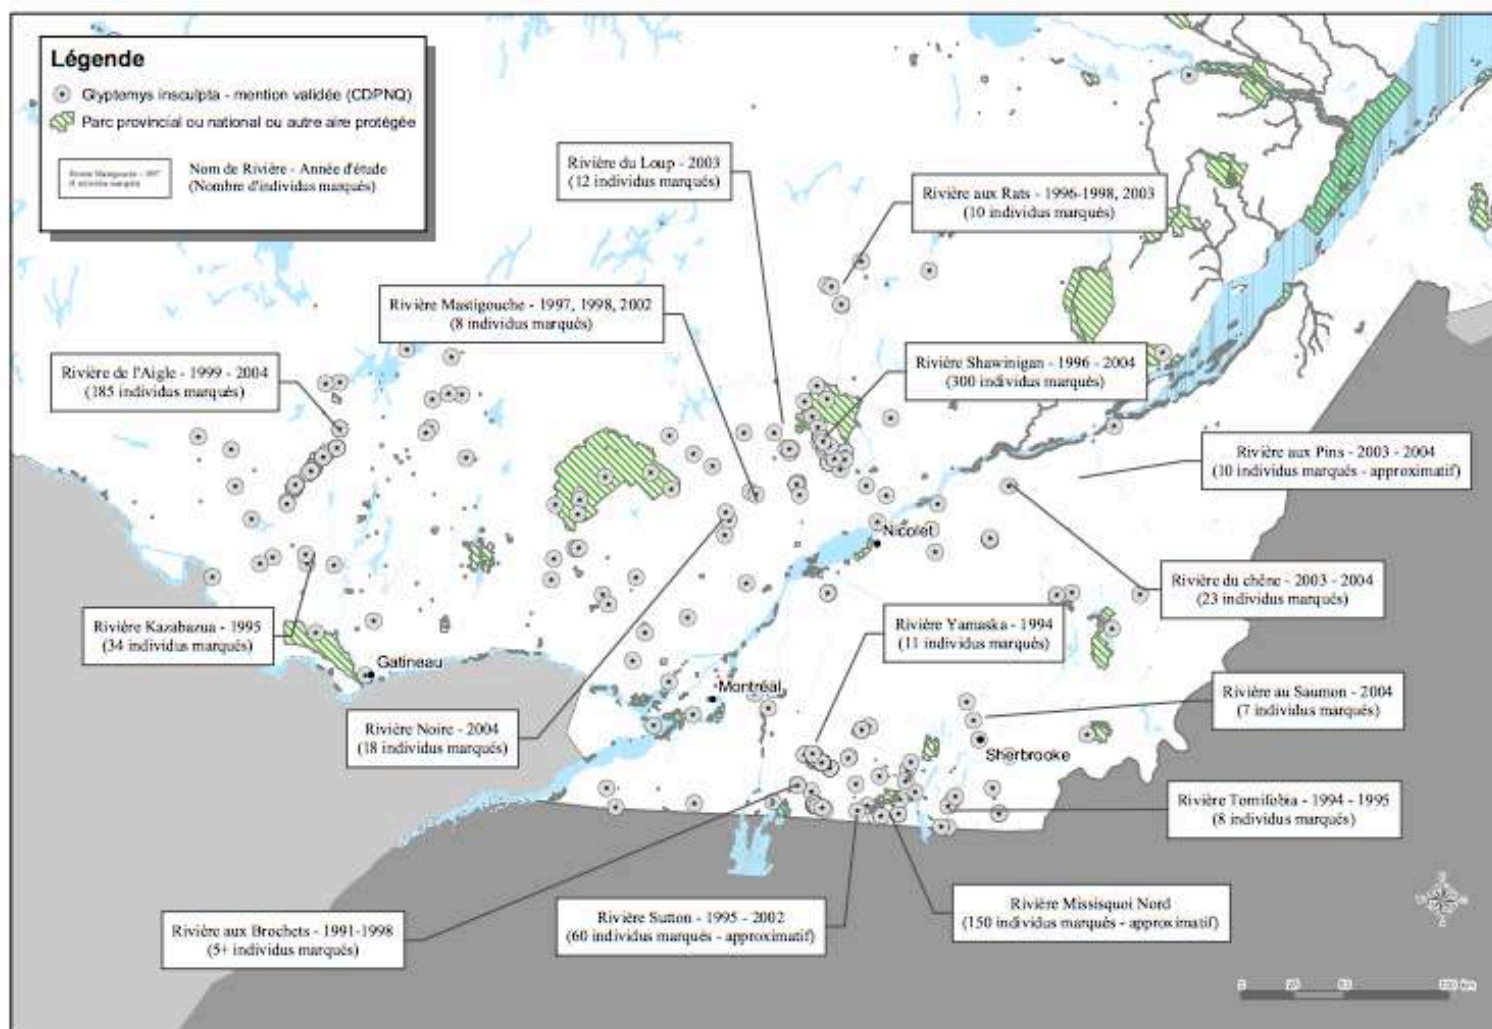 Légende
Glyptemys insculpta - mention validée (CDPNQ)
Parc provincial ou national ou autre aire protégée
Nom de Rivière - Année d'étude
(Nombre d'individus marqués)
Rivière du Loup - 2003
(12 individus marqués)
Rivière aux Rats - 1996-1998, 2003
(10 individus marqués)
Rivière Mastigouche - 1997, 1998, 2002
(8 individus marqués)
Rivière de l'Aigle - 1999 - 2004
(185 individus marqués)
Rivière Shawinigan - 1996 - 2004
(300 individus marqués)
Rivière aux Pins - 2003 - 2004
(10 individus marqués - approximatif)
Nicolet
Rivière du chêne - 2003 - 2004
(23 individus marqués)
Rivière Kazabazua - 1995
(34 individus marqués)
Rivière Yamaska - 1994
(11 individus marqués)
Gatineau
Montréal
Rivière au Saumon - 2004
(7 individus marqués)
Rivière Noire - 2004
(18 individus marqués)
Sherbrooke
Rivière Tomifobia - 1994 - 1995
(8 individus marqués)
Rivière aux Brochets - 1991-1998
(5+ individus marqués)
Rivière Sutton - 1995 - 2002
(60 individus marqués - approximatif)
Rivière Missisquoi Nord
(150 individus marqués - approximatif)